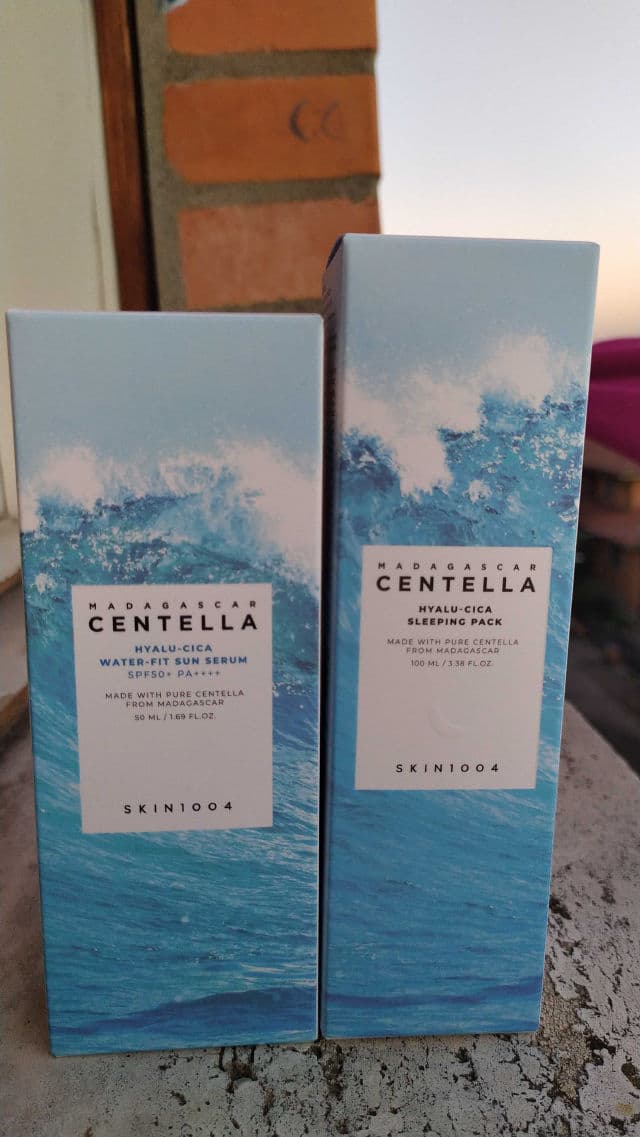 MADAGASCAR
CENTELLA
HYALU-CICA
WATER-FIT SUN SERUM
SPF50+ PA++++
MADE WITH PURE CENTELLA
FROM MADAGASCAR
50 ML / 1.69 FL.OZ.
SKIN1004
MADAGASCAR
CENTELLA
HYALU-CICA
SLEEPING PACK
MADE WITH PURE CENTELLA
FROM MADAGASCAR
100 ML / 3.38 FL.OZ.
SKIN1004